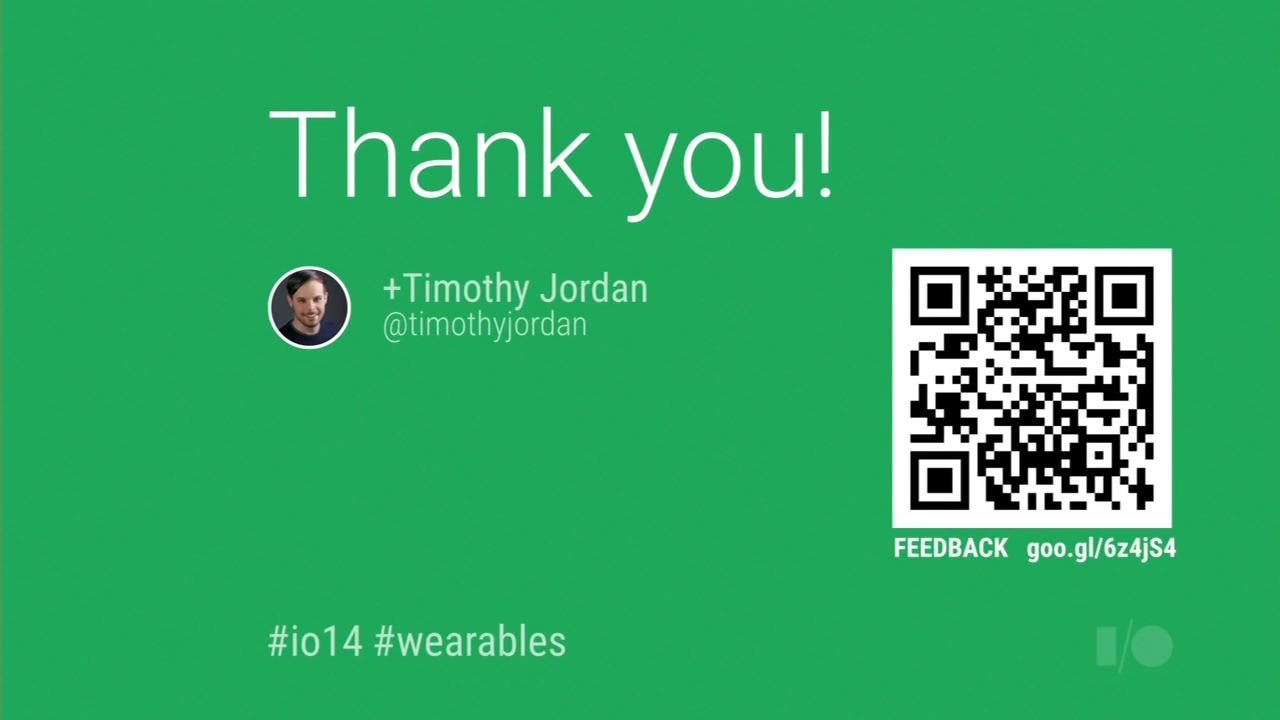 Thank you!
+Timothy Jordan
@timothyjordan
FEEDBACK goo.gl/6z4jS4
#io14 #wearables
I/O